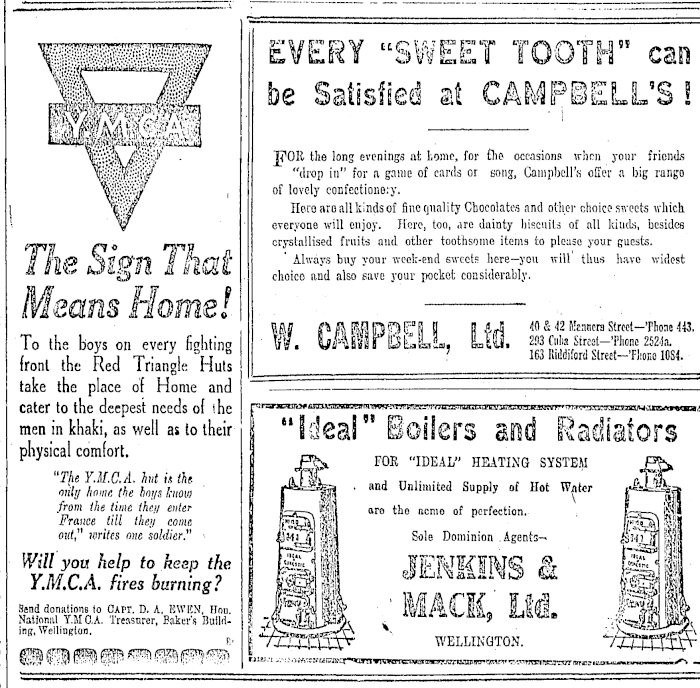 Y.M.C.A
The Sign That
Means Home!
To the boys on every fighting
front the Red Triangle Huts
take the place of Home and
cater to the deepest needs of the
men in khaki, as well as to their
physical comfort.
"The Y.M.C.A. hut is the
only home the boys know
from the time they enter
France till they come
out," writes one soldier."
Will you help to keep the
Y.M.C.A. fires burning?
Send donations to CAPT. D. A. EWEN, Hon.
National Y.M.C.A. Treasurer, Baker's Build-
ing, Wellington.
EVERY "SWEET TOOTH" can
be Satisfied at CAMPBELL'S!
FOR the long evenings at home, for the occasions when your friends
"drop in" for a game of cards or song, Campbell's offer a big range
of lovely confectionery.
Here are all kinds of fine quality Chocolates and other choice sweets which
everyone will enjoy. Here, too, are dainty biscuits of all kinds, besides
crystallised fruits and other toothsome items to please your guests.
Always buy your week-end sweets here—you will thus have widest
choice and also save your pocket considerably.
W. CAMPBELL, Ltd.
40 & 42 Manners Street—'Phone 443.
293 Cuba Street—'Phone 2524a.
163 Riddiford Street—'Phone 1084.
"Ideal" Boilers and Radiators
FOR "IDEAL" HEATING SYSTEM
and Unlimited Supply of Hot Water
are the acme of perfection.
Sole Dominion Agents—
JENKINS &
MACK, Ltd.
WELLINGTON.